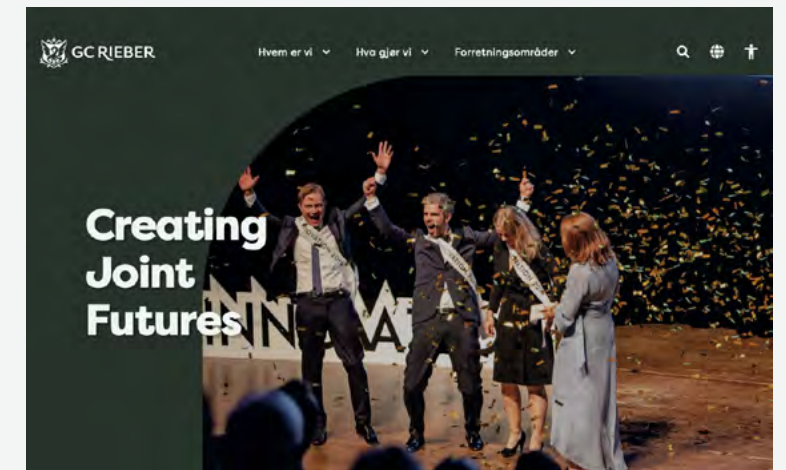 GC RIEBER
Hvem er vi
Hva gjør vi
Forretningsområder
Creating
Joint
Futures